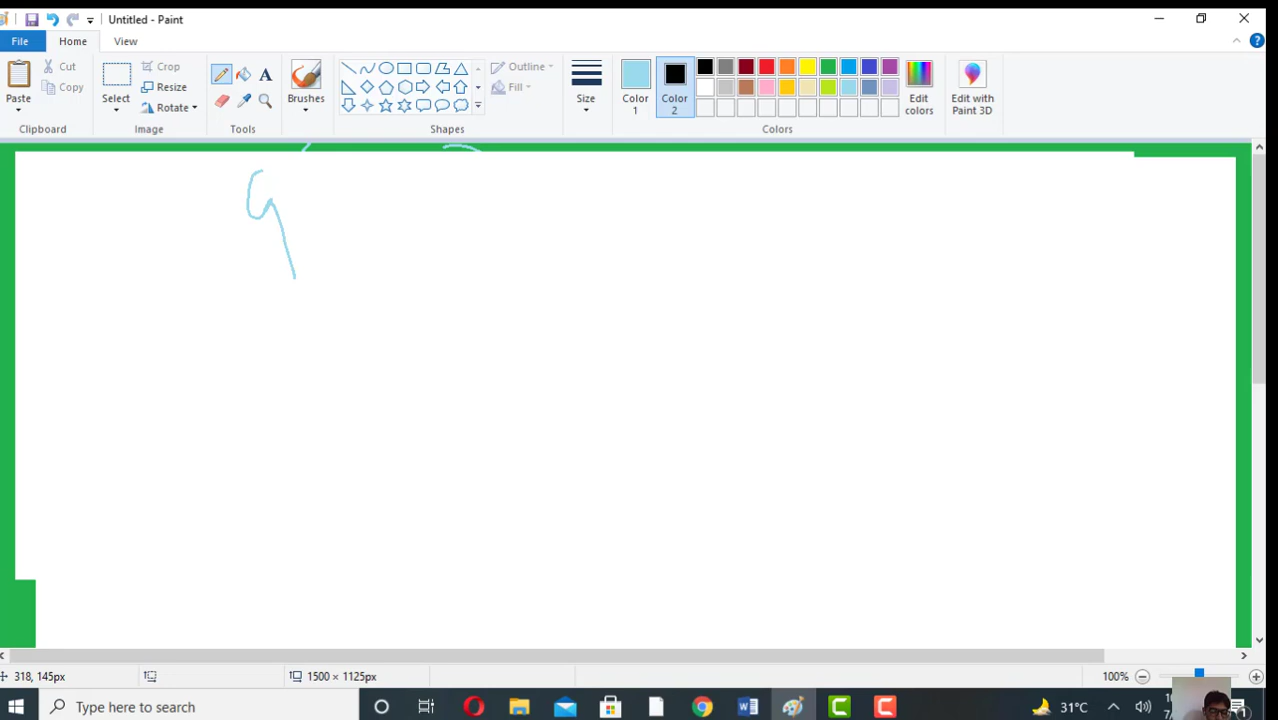 Untitled - Paint
File Home View
Paste
Cut
Copy
Clipboard
Select
Crop
Resize
Rotate
Image
Tools
Brushes
Shapes
Outline
Fill
Size
Color 1
Color 2
Colors
Edit colors
Edit with Paint 3D
9
318, 145px
1500 × 1125px
100%
Type here to search
31°C